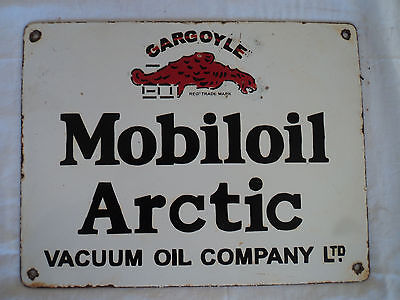 GARGOYLE
REGD TRADE MARK
Mobiloil
Arctic
VACUUM OIL COMPANY LTD